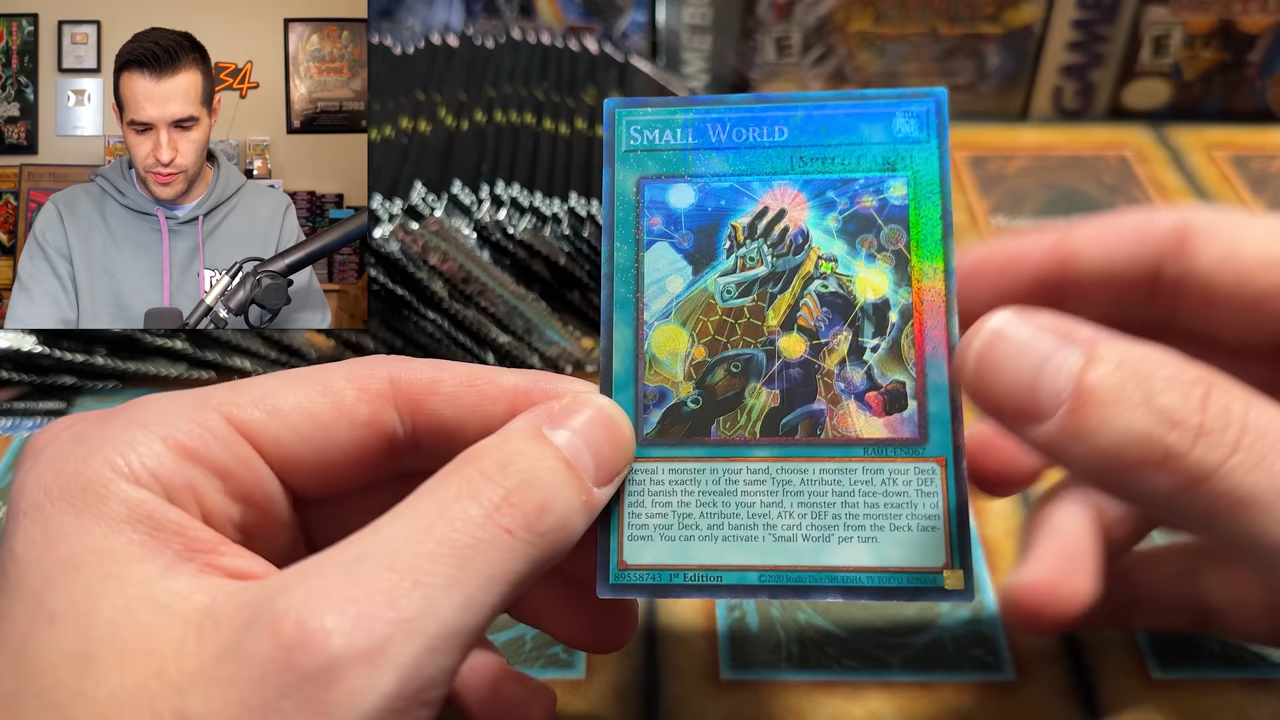 34
SMALL WORLD
[SPELL CARD]
RA01-EN067
Reveal 1 monster in your hand, choose 1 monster from your Deck
that has exactly 1 of the same Type, Attribute, Level, ATK or DEF,
and banish the revealed monster from your hand face-down. Then
add, from the Deck to your hand, 1 monster that has exactly 1 of
the same Type, Attribute, Level, ATK or DEF as the monster chosen
from your Deck, and banish the card chosen from the Deck face-
down. You can only activate 1 "Small World" per turn.
89558743 1st Edition
©2020 Studio Dice/SHUEISHA, TV TOKYO, KONAMI
GAME BO
GAME
E
E